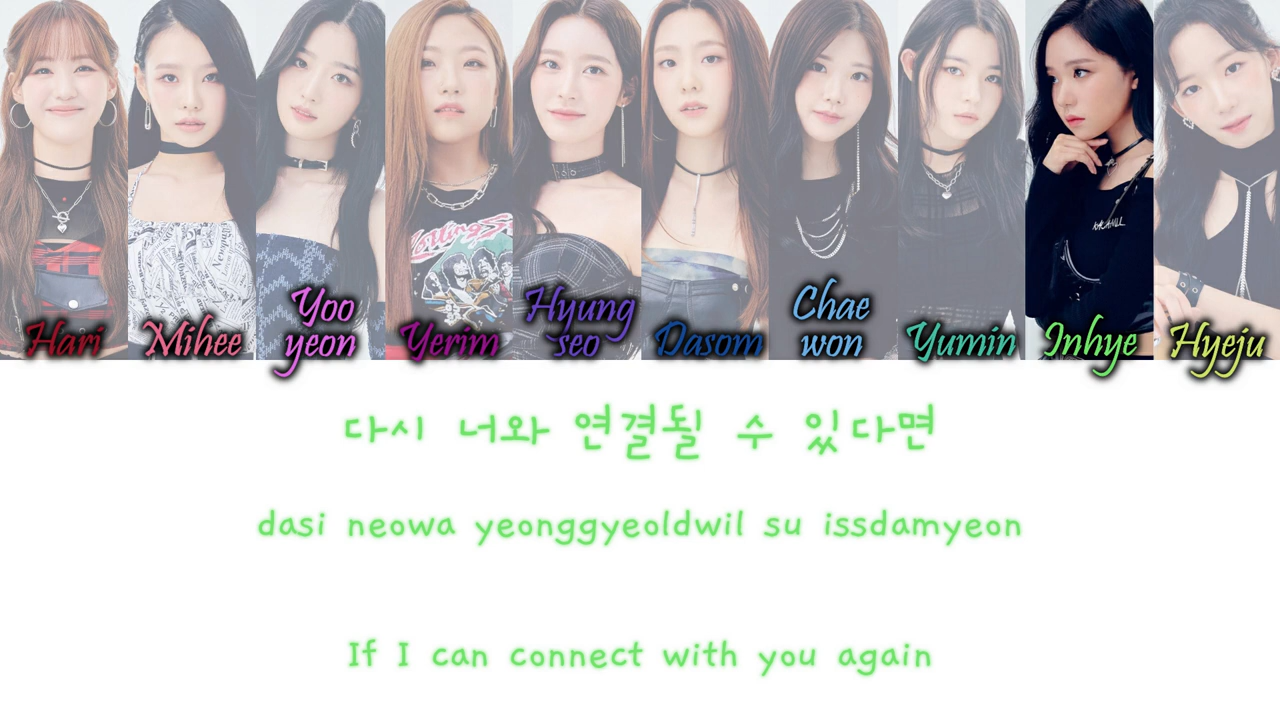 Hari
Mihee
Yoo
yeon
Yerim
Hyung
seo
Dasom
Chae
won
Yumin
Inhye
Hyeju
다시 너와 연결될 수 있다면
dasi neowa yeonggyeoldwil su issdamyeon
If I can connect with you again